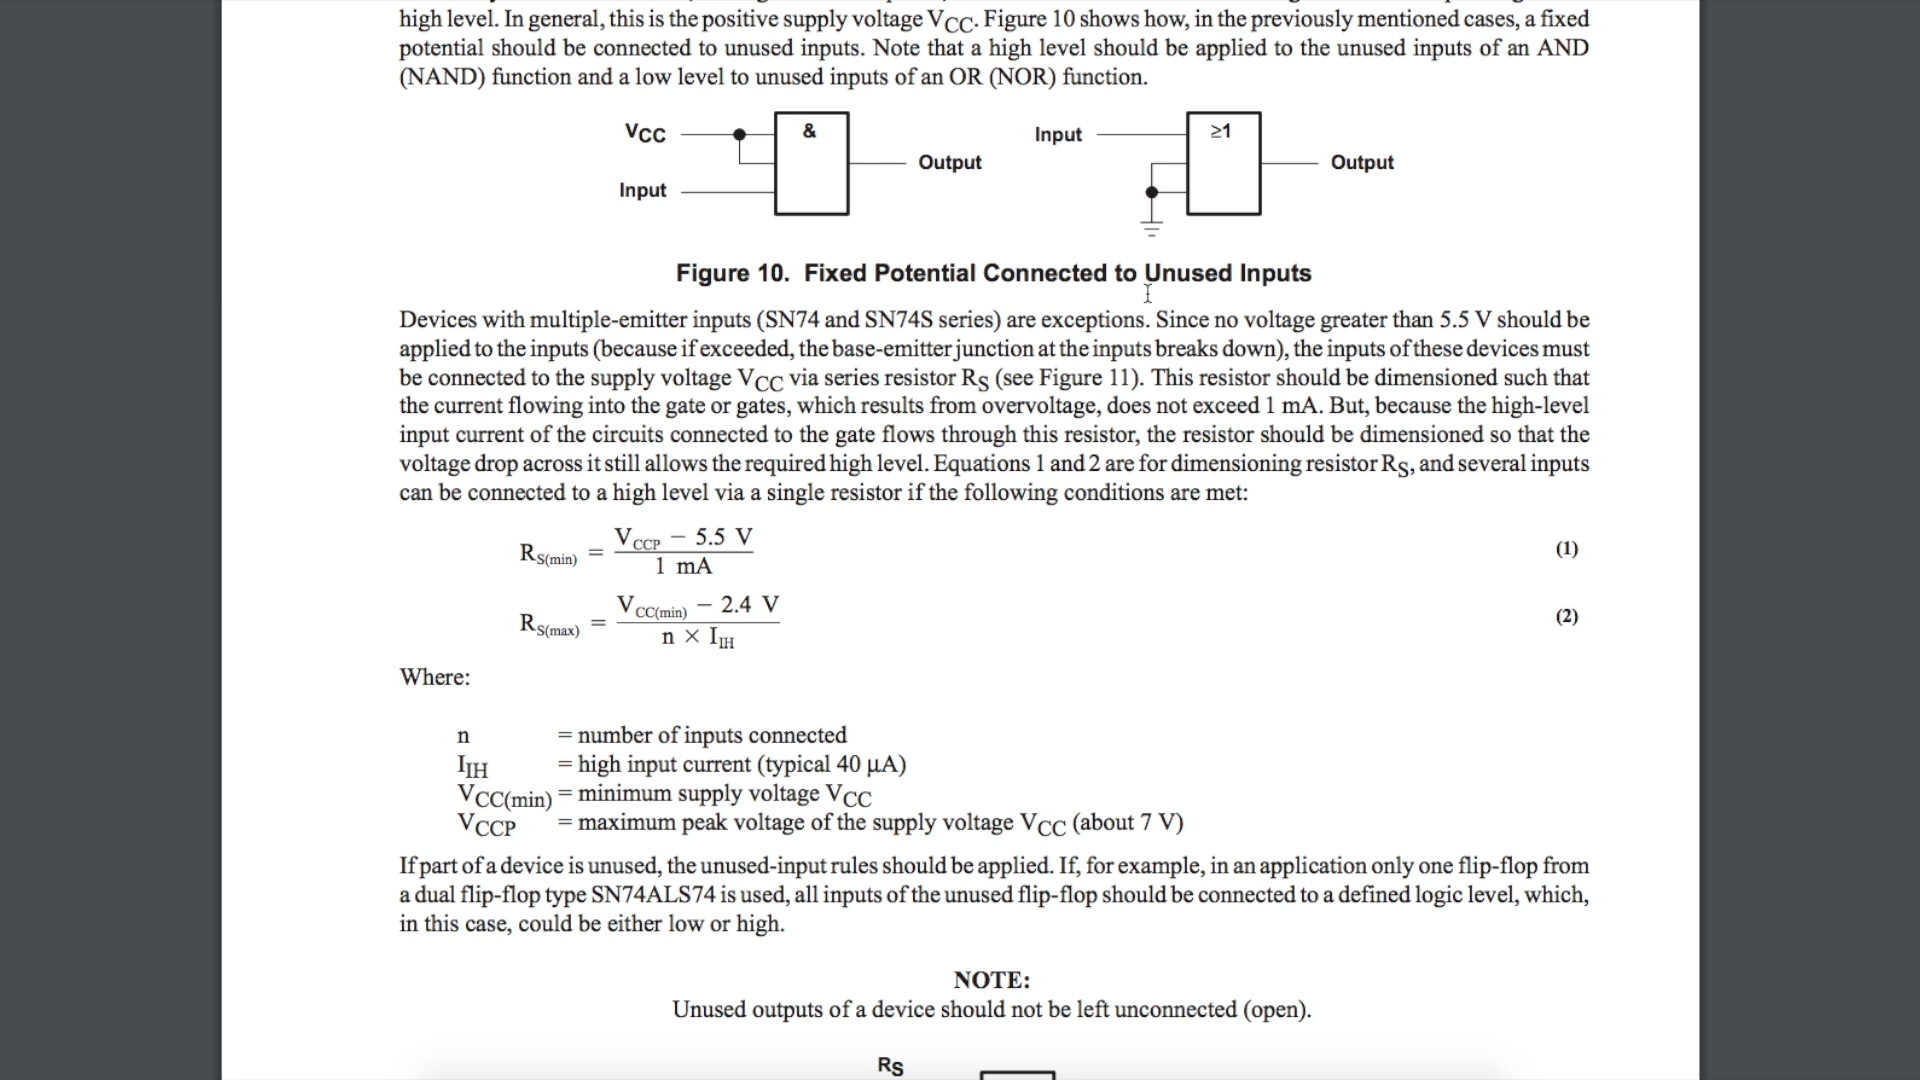 high level. In general, this is the positive supply voltage VCC. Figure 10 shows how, in the previously mentioned cases, a fixed
potential should be connected to unused inputs. Note that a high level should be applied to the unused inputs of an AND
(NAND) function and a low level to unused inputs of an OR (NOR) function.
VCC
&
Output
Input
Input
≥1
Output
Figure 10. Fixed Potential Connected to Unused Inputs
Devices with multiple-emitter inputs (SN74 and SN74S series) are exceptions. Since no voltage greater than 5.5 V should be
applied to the inputs (because if exceeded, the base-emitter junction at the inputs breaks down), the inputs of these devices must
be connected to the supply voltage VCC via series resistor RS (see Figure 11). This resistor should be dimensioned such that
the current flowing into the gate or gates, which results from overvoltage, does not exceed 1 mA. But, because the high-level
input current of the circuits connected to the gate flows through this resistor, the resistor should be dimensioned so that the
voltage drop across it still allows the required high level. Equations 1 and 2 are for dimensioning resistor RS, and several inputs
can be connected to a high level via a single resistor if the following conditions are met:
RS(min) = VCCP − 5.5 V / 1 mA (1)
RS(max) = VCC(min) − 2.4 V / n × IIH (2)
Where:
n = number of inputs connected
IIH = high input current (typical 40 µA)
VCC(min) = minimum supply voltage VCC
VCCP = maximum peak voltage of the supply voltage VCC (about 7 V)
If part of a device is unused, the unused-input rules should be applied. If, for example, in an application only one flip-flop from
a dual flip-flop type SN74ALS74 is used, all inputs of the unused flip-flop should be connected to a defined logic level, which,
in this case, could be either low or high.
NOTE:
Unused outputs of a device should not be left unconnected (open).
RS